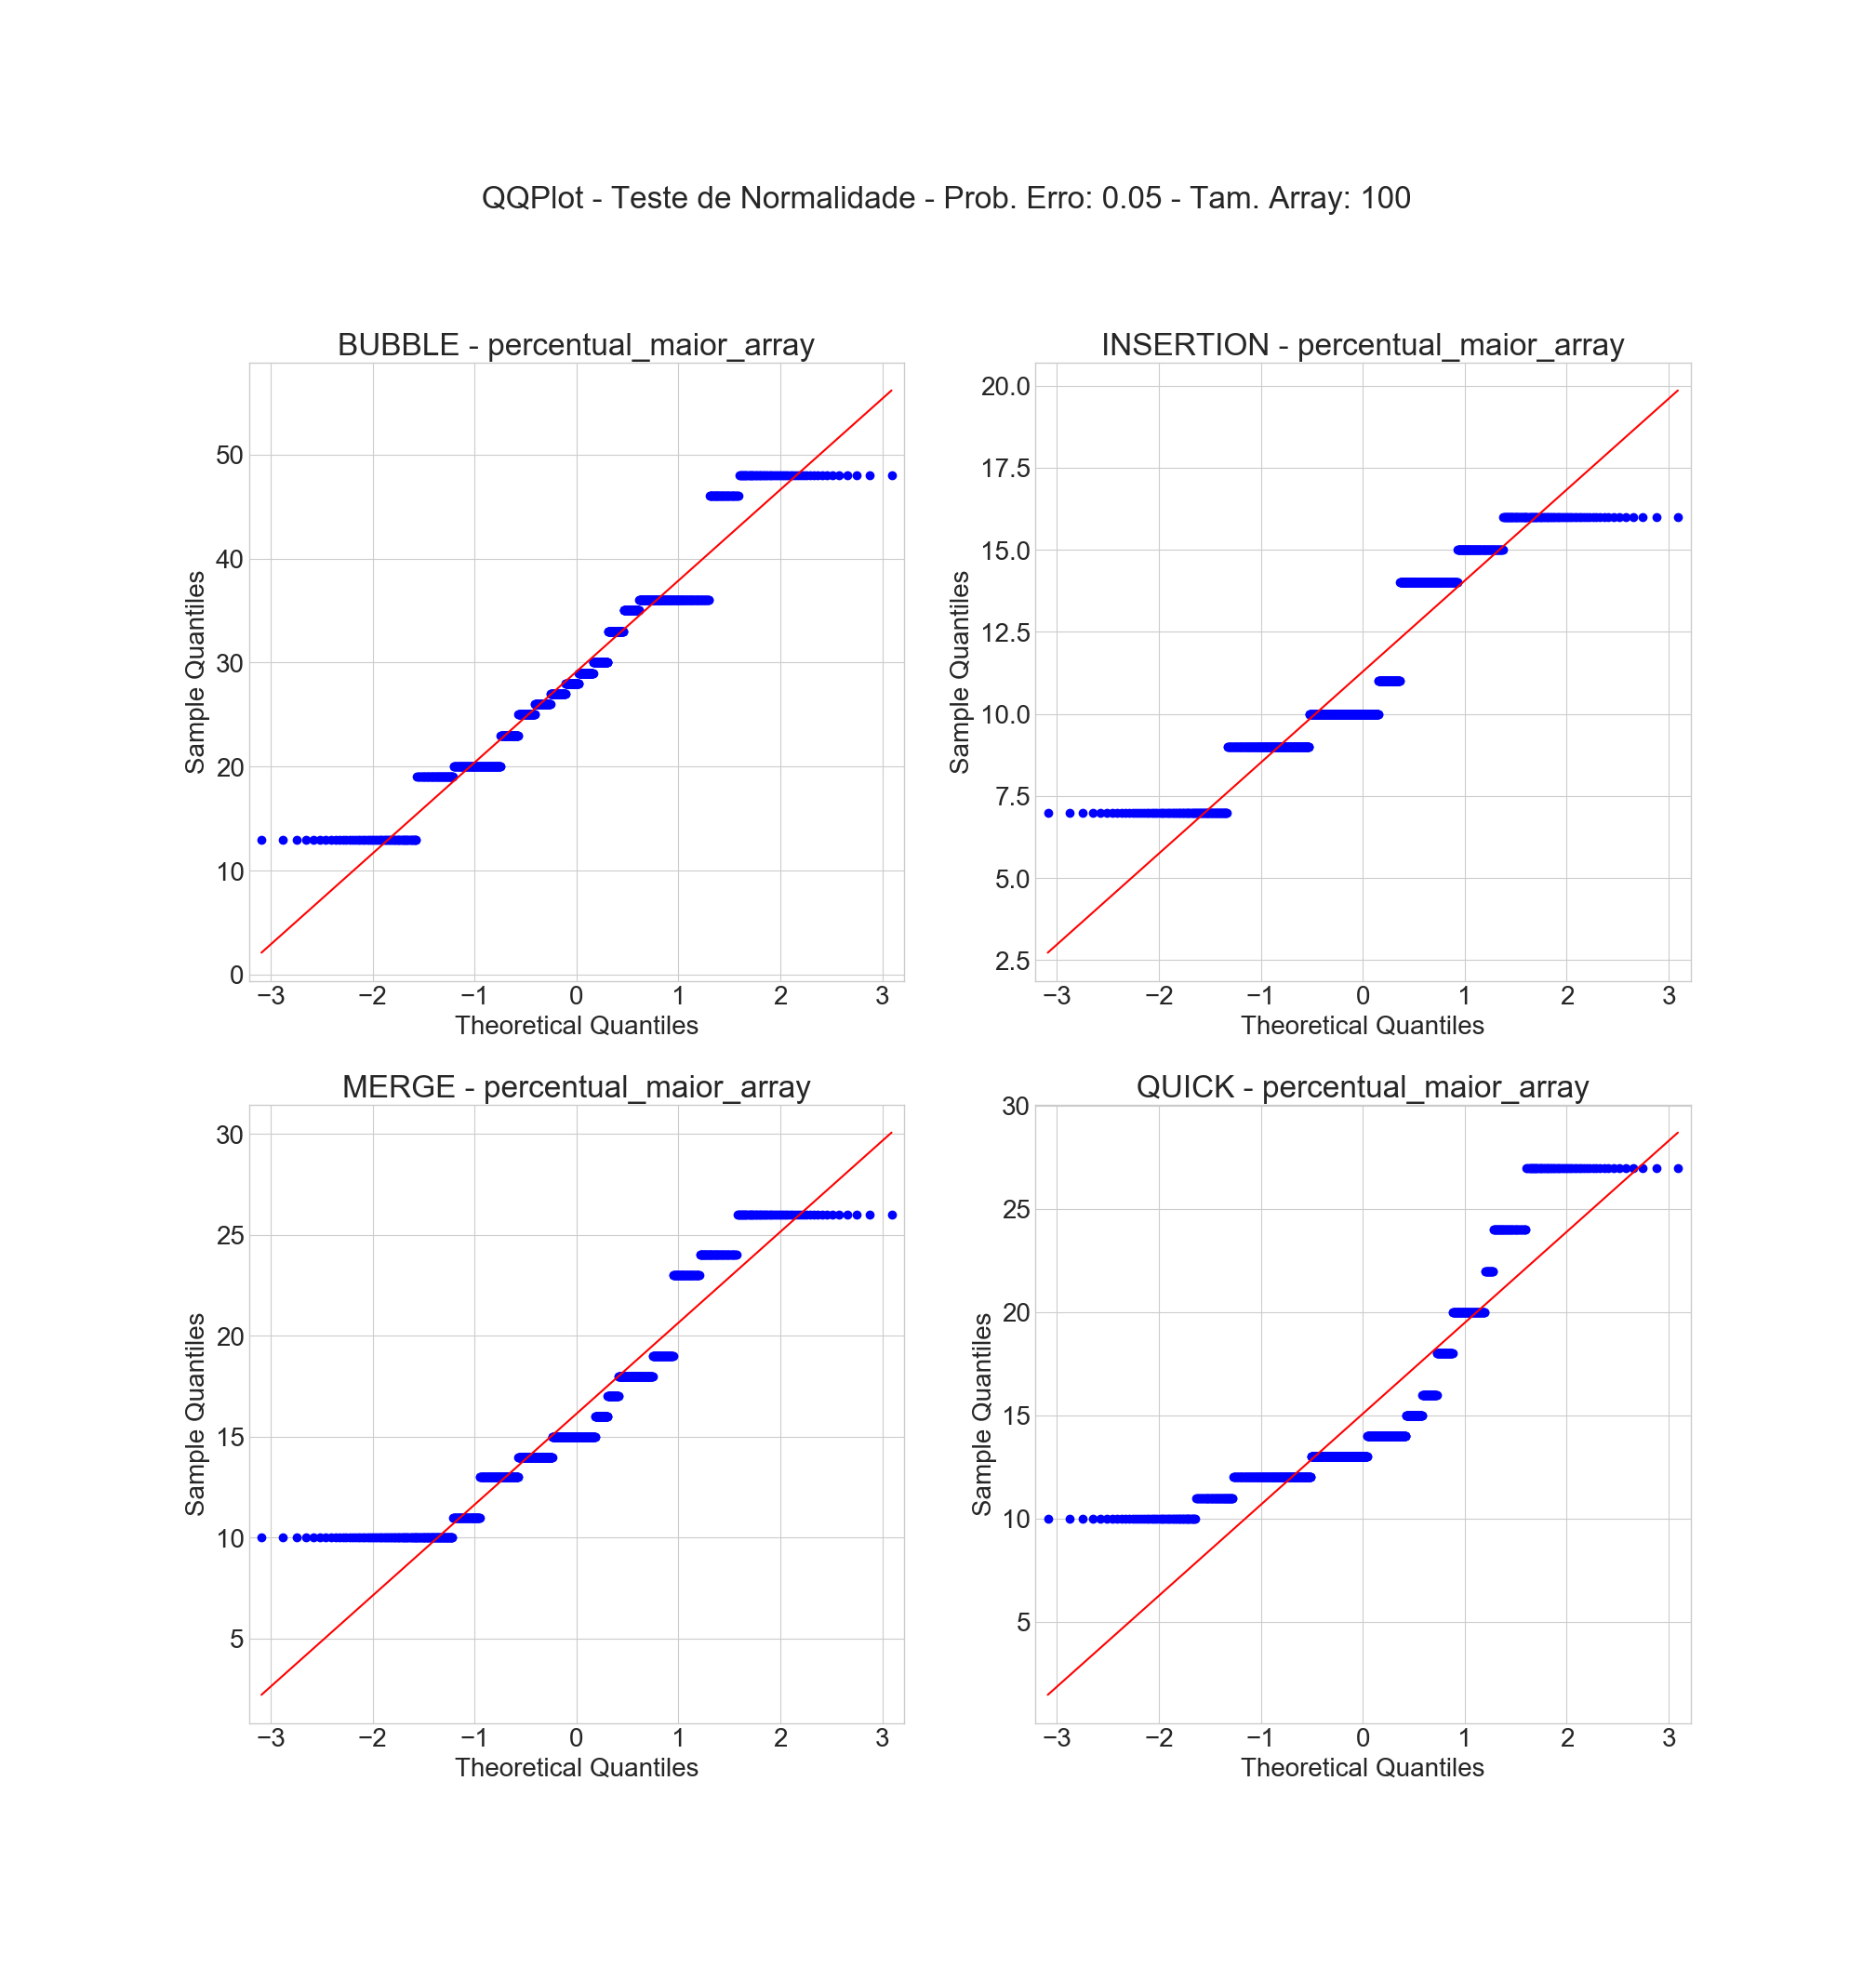 QQPlot - Teste de Normalidade - Prob. Erro: 0.05 - Tam. Array: 100
BUBBLE - percentual_maior_array
50
40
30
20
10
0
Sample Quantiles
−3 −2 −1 0 1 2 3
Theoretical Quantiles
INSERTION - percentual_maior_array
20.0
17.5
15.0
12.5
10.0
7.5
5.0
2.5
Sample Quantiles
−3 −2 −1 0 1 2 3
Theoretical Quantiles
MERGE - percentual_maior_array
30
25
20
15
10
5
Sample Quantiles
−3 −2 −1 0 1 2 3
Theoretical Quantiles
QUICK - percentual_maior_array
30
25
20
15
10
5
Sample Quantiles
−3 −2 −1 0 1 2 3
Theoretical Quantiles